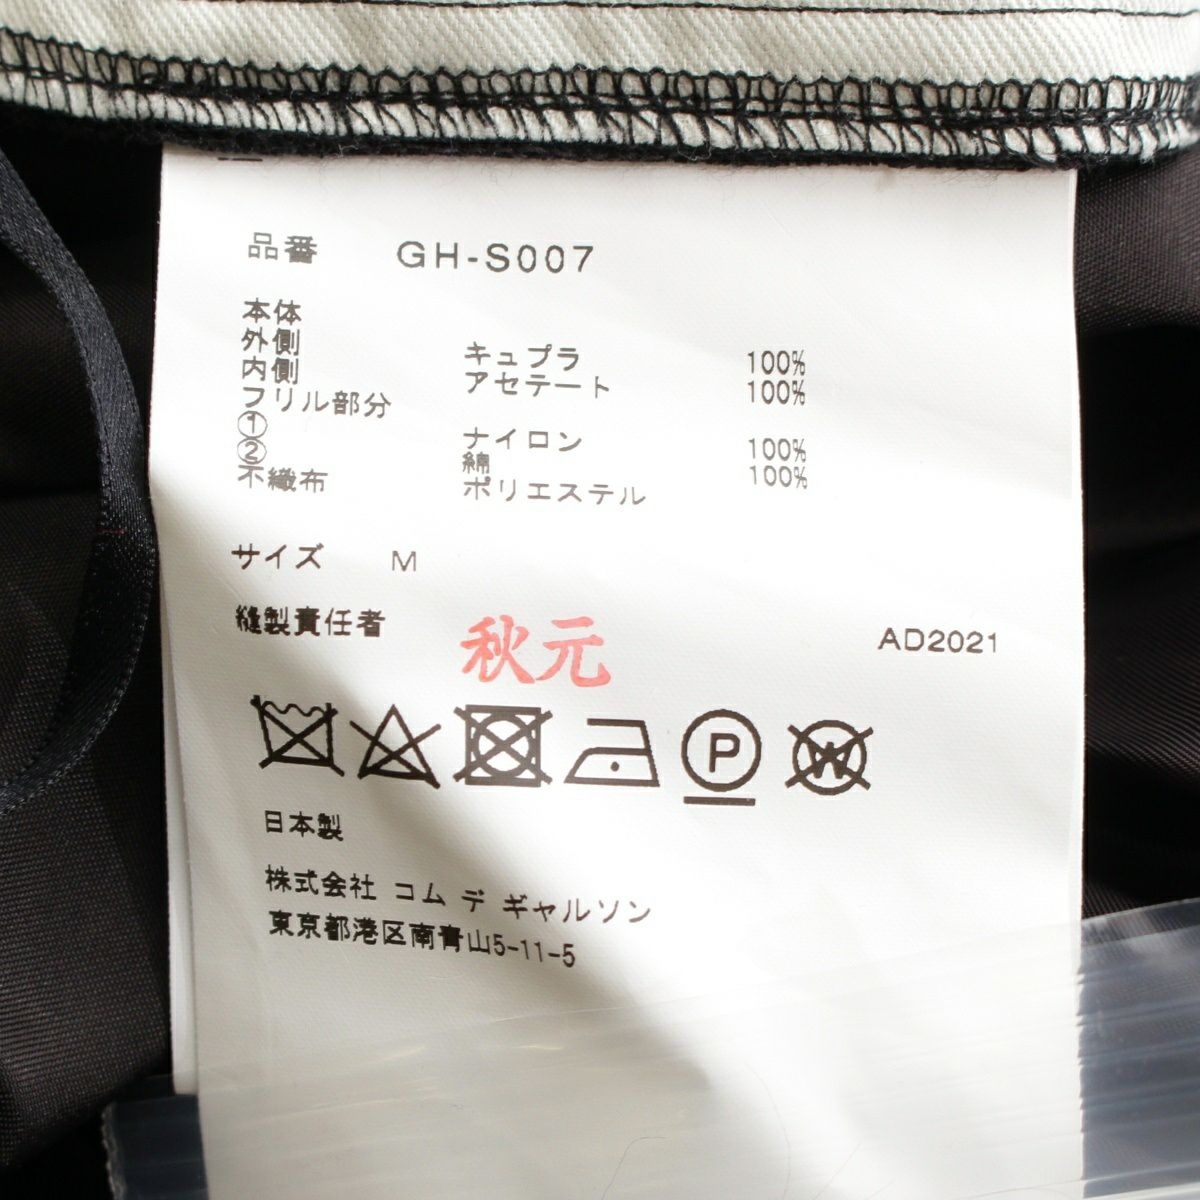 品番 GH-S007
本体
外側 キュプラ 100%
内側 アセテート 100%
フリル部分
① ナイロン 100%
② 綿 100%
不織布 ポリエステル
サイズ M
縫製責任者 秋元 AD2021
P W
日本製
株式会社 コム デ ギャルソン
東京都港区南青山5-11-5